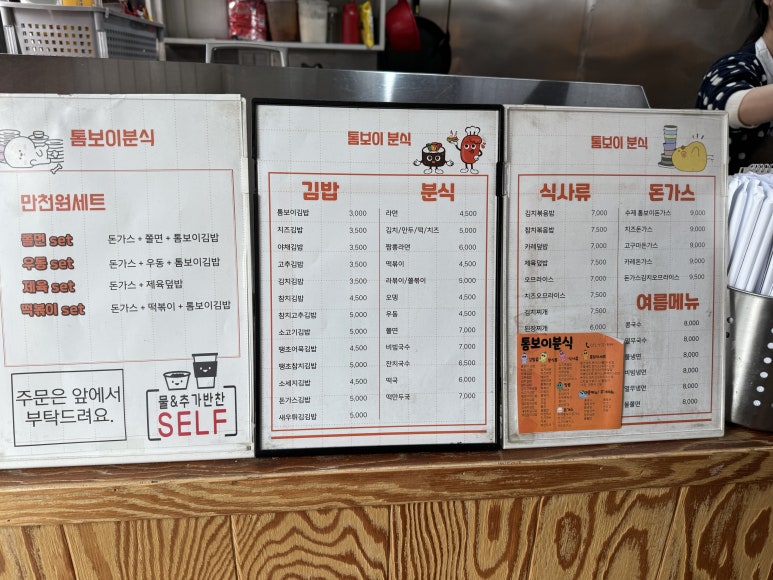 톰보이분식
만천원세트
쫄면 set 돈가스 + 쫄면 + 톰보이김밥
우동 set 돈가스 + 우동 + 톰보이김밥
제육 set 돈가스 + 제육덮밥
떡볶이 set 돈가스 + 떡볶이 + 톰보이김밥
주문은 앞에서
부탁드려요.
물&추가반찬
SELF
톰보이 분식
김밥
톰보이김밥 3,000
치즈김밥 3,500
야채김밥 3,500
고추김밥 3,500
김치김밥 3,500
참치김밥 4,500
참치고추김밥 5,000
소고기김밥 5,000
땡초어묵김밥 5,000
땡초참치김밥 5,000
소세지김밥 4,500
돈가스김밥 5,000
새우튀김김밥 5,000
분식
라면 4,500
김치/만두/떡/치즈 5,000
짬뽕라면 6,000
떡볶이 4,500
라볶이/쫄볶이 5,000
오뎅 4,500
우동 4,500
쫄면 7,000
비빔국수 7,000
잔치국수 6,500
떡국 6,000
떡만두국 7,000
톰보이 분식
식사류
김치볶음밥 7,000
참치볶음밥 7,500
카레덮밥 7,000
제육덮밥 7,500
오므라이스 7,000
치즈오므라이스 7,500
김치찌개 7,000
된장찌개 6,000
돈가스
수제 톰보이돈가스 9,000
치즈돈가스 9,000
고구마돈가스 9,000
카레돈가스 9,000
돈가스김치오므라이스 9,500
여름메뉴
콩국수 8,000
열무국수 8,000
물냉면 8,000
비빔냉면 8,000
열무냉면 8,000
물쫄면 8,000
톰보이분식